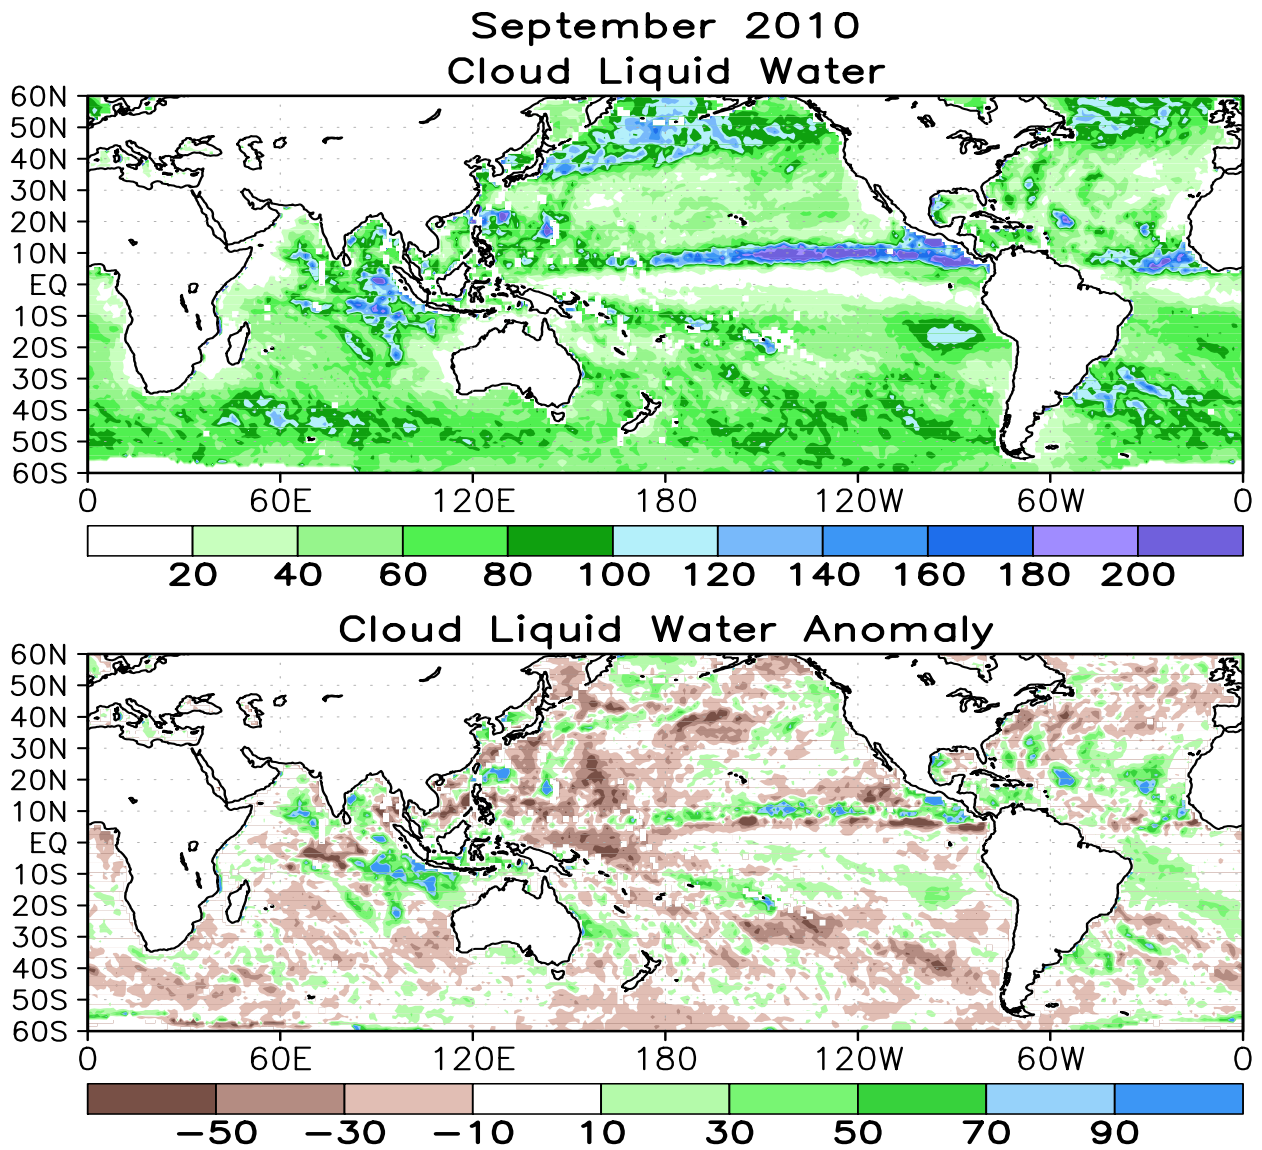 September 2010
Cloud Liquid Water
60N
50N
40N
30N
20N
10N
EQ
10S
20S
30S
40S
50S
60S
0 60E 120E 180 120W 60W 0
20 40 60 80 100 120 140 160 180 200
Cloud Liquid Water Anomaly
60N
50N
40N
30N
20N
10N
EQ
10S
20S
30S
40S
50S
60S
0 60E 120E 180 120W 60W 0
−50 −30 −10 10 30 50 70 90